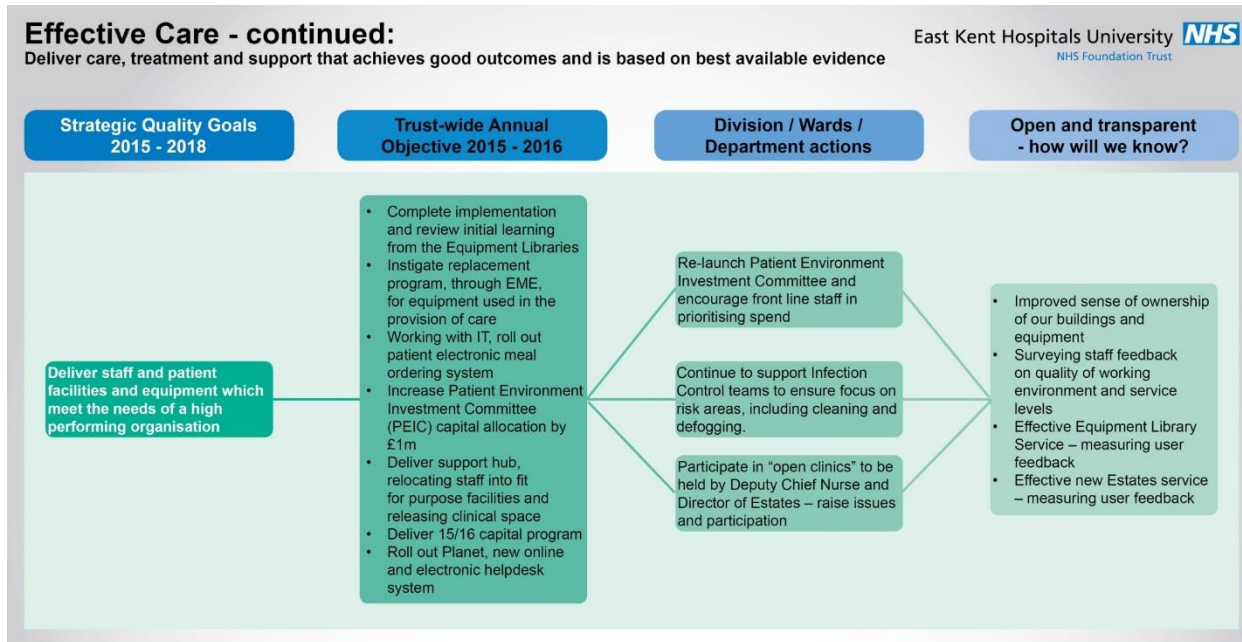 Effective Care - continued:
Deliver care, treatment and support that achieves good outcomes and is based on best available evidence
East Kent Hospitals University NHS
NHS Foundation Trust
Strategic Quality Goals
2015 - 2018
Trust-wide Annual
Objective 2015 - 2016
Division / Wards /
Department actions
Open and transparent
- how will we know?
Deliver staff and patient
facilities and equipment which
meet the needs of a high
performing organisation
• Complete implementation
and review initial learning
from the Equipment Libraries
• Instigate replacement
program, through EME,
for equipment used in the
provision of care
• Working with IT, roll out
patient electronic meal
ordering system
• Increase Patient Environment
Investment Committee
(PEIC) capital allocation by
£1m
• Deliver support hub,
relocating staff into fit
for purpose facilities and
releasing clinical space
• Deliver 15/16 capital program
• Roll out Planet, new online
and electronic helpdesk
system
Re-launch Patient Environment
Investment Committee and
encourage front line staff in
prioritising spend
Continue to support Infection
Control teams to ensure focus on
risk areas, including cleaning and
defogging.
Participate in “open clinics” to be
held by Deputy Chief Nurse and
Director of Estates – raise issues
and participation
• Improved sense of ownership
of our buildings and
equipment
• Surveying staff feedback
on quality of working
environment and service
levels
• Effective Equipment Library
Service – measuring user
feedback
• Effective new Estates service
– measuring user feedback